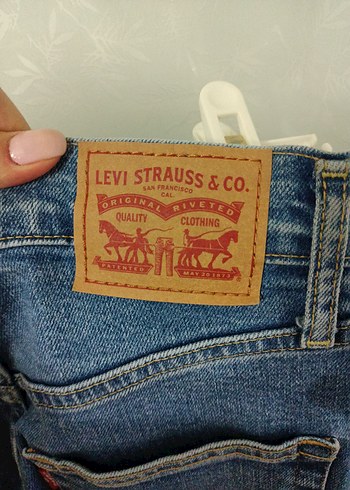 LEVI STRAUSS & CO.
SAN FRANCISCO
CAL.
ORIGINAL RIVETED
QUALITY CLOTHING
PATENTED MAY 20 1873